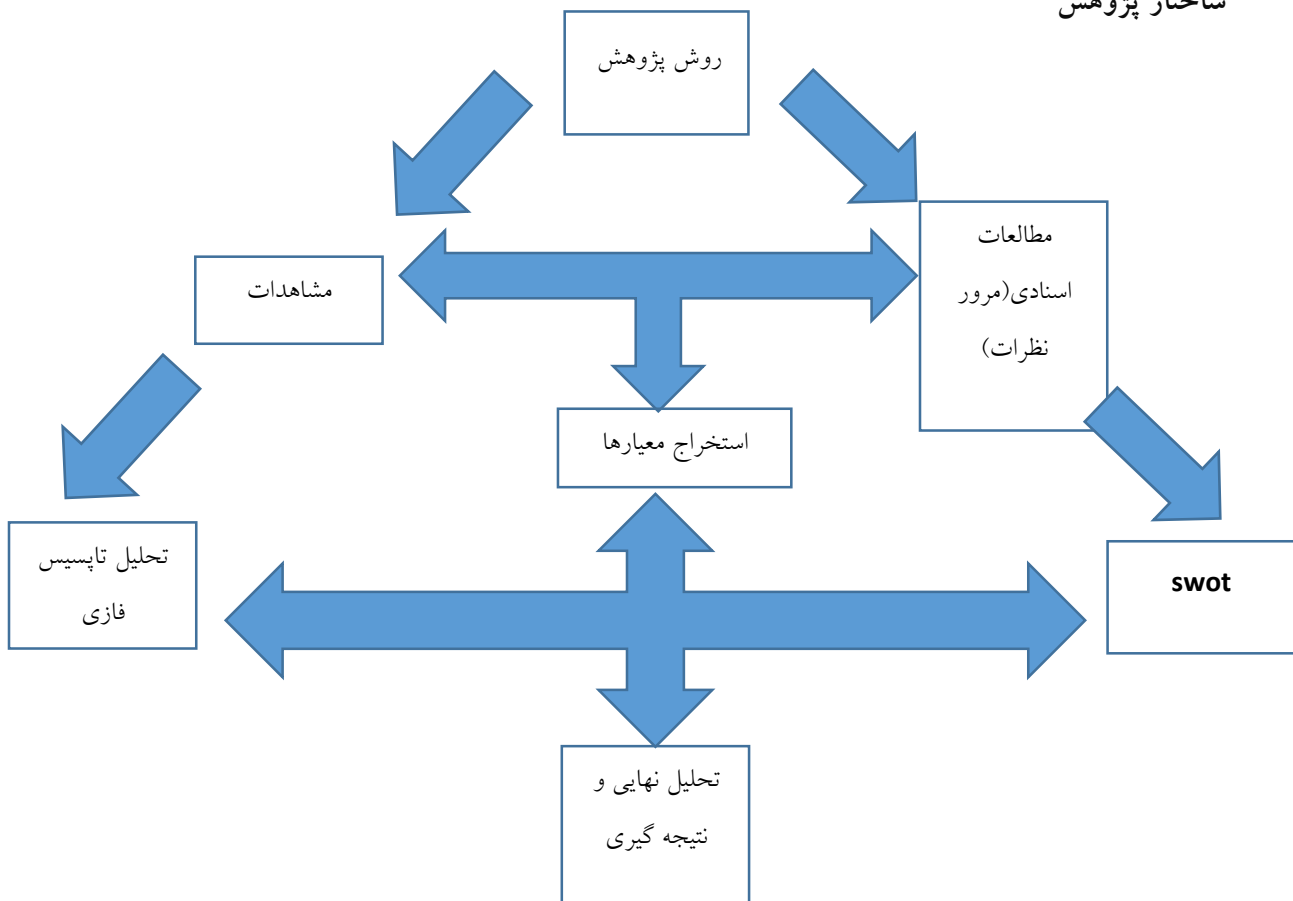 ساختار پژوهش
روش پژوهش
مطالعات
اسنادی(مرور
نظرات)
مشاهدات
استخراج معیارها
تحلیل تاپسیس
فازی
swot
تحلیل نهایی و
نتیجه گیری